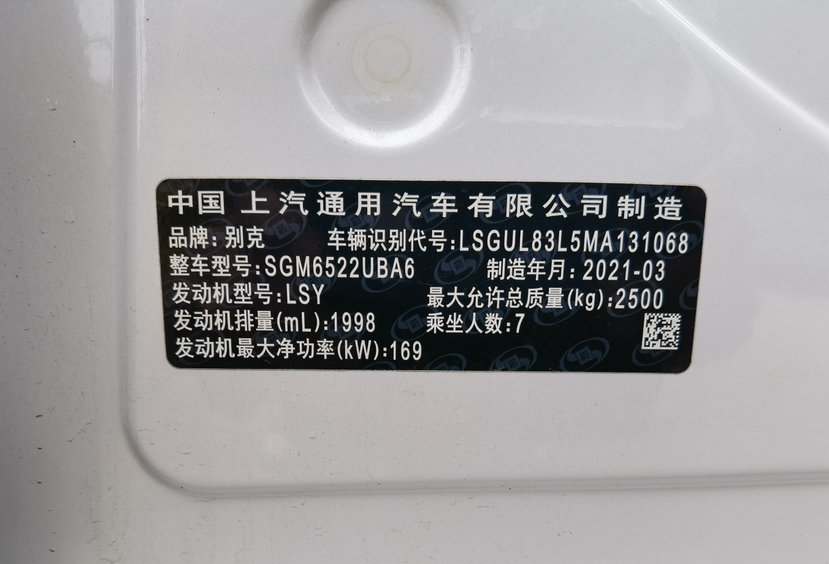 中国 上汽通用汽车有限公司制造
品牌:别克 车辆识别代号:LSGUL83L5MA131068
整车型号:SGM6522UBA6 制造年月:2021-03
发动机型号:LSY 最大允许总质量(kg):2500
发动机排量(mL):1998 乘坐人数:7
发动机最大净功率(kW):169